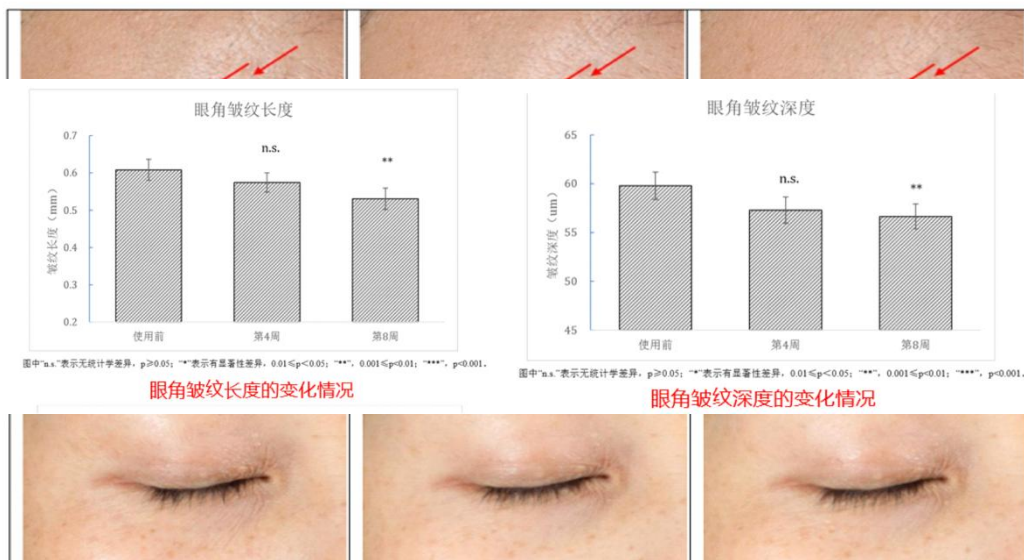 眼角皱纹长度
0.7
0.6
0.5
0.4
0.3
0.2
皱纹长度（mm）
n.s.
**
使用前
第4周
第8周
图中"n.s."表示无统计学差异，p≥0.05；"*"表示有显著性差异，0.01≤p＜0.05；"**"，0.001≤p<0.01；"***"，p<0.001。
眼角皱纹长度的变化情况
眼角皱纹深度
65
60
55
50
45
皱纹深度（um）
n.s.
**
使用前
第4周
第8周
图中"n.s."表示无统计学差异，p≥0.05；"*"表示有显著性差异，0.01≤p＜0.05；"**"，0.001≤p<0.01；"***"，p<0.001。
眼角皱纹深度的变化情况